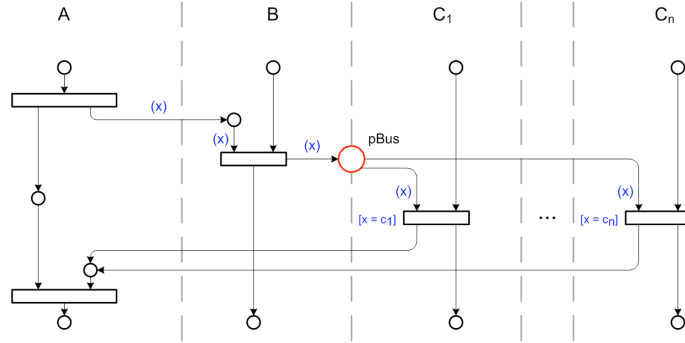 A B C₁ Cₙ
(x)
(x) (x) pBus
(x) (x)
[x = c₁] ... [x = cₙ]